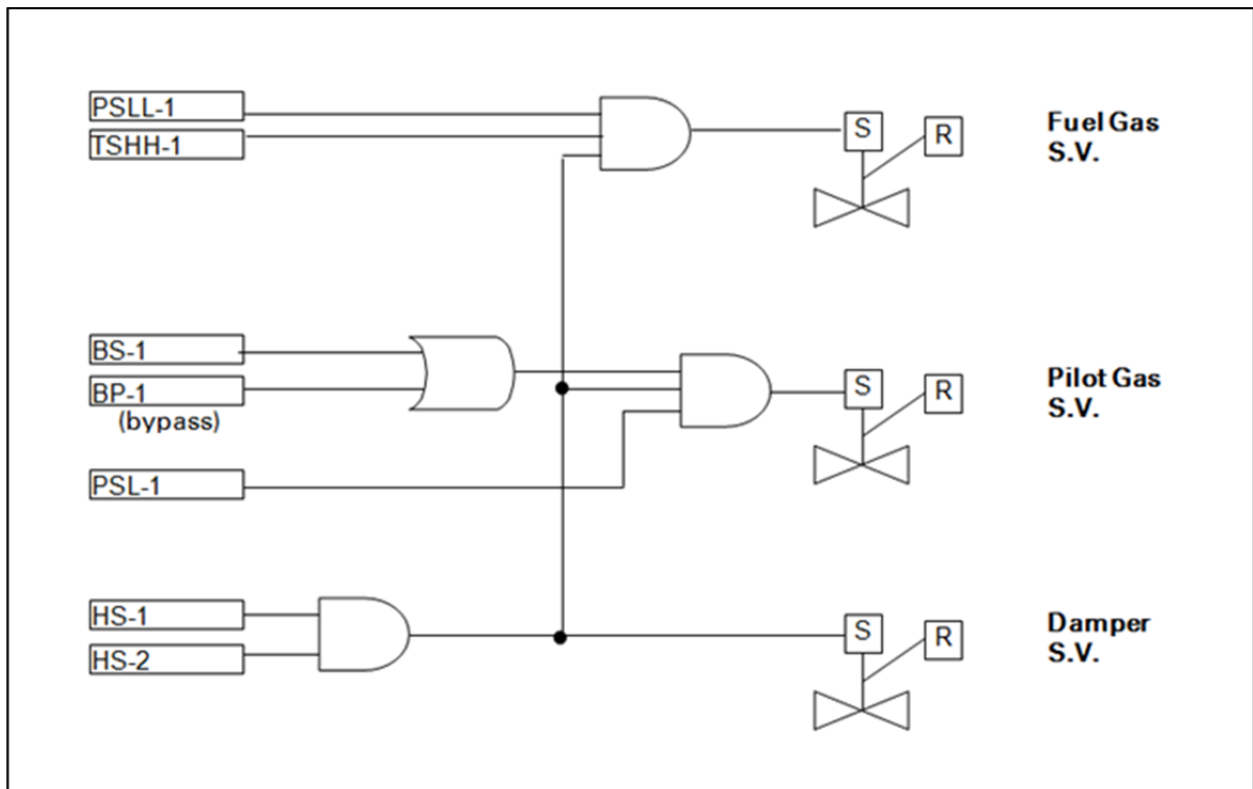 PSLL-1
TSHH-1
S
R
Fuel Gas
S.V.
BS-1
BP-1
(bypass)
PSL-1
S
R
Pilot Gas
S.V.
HS-1
HS-2
S
R
Damper
S.V.